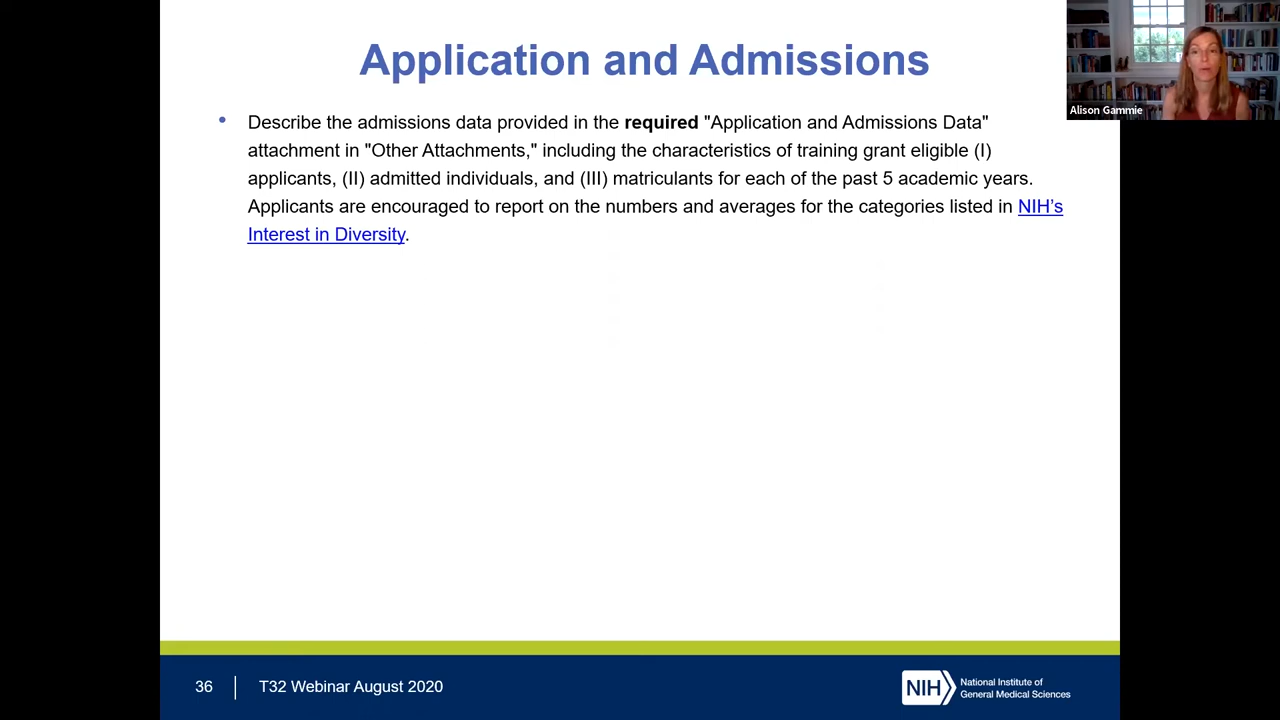 Application and Admissions
Alison Gammie
• Describe the admissions data provided in the required "Application and Admissions Data"
attachment in "Other Attachments," including the characteristics of training grant eligible (I)
applicants, (II) admitted individuals, and (III) matriculants for each of the past 5 academic years.
Applicants are encouraged to report on the numbers and averages for the categories listed in NIH’s
Interest in Diversity.
36
T32 Webinar August 2020
NIH
National Institute of
General Medical Sciences